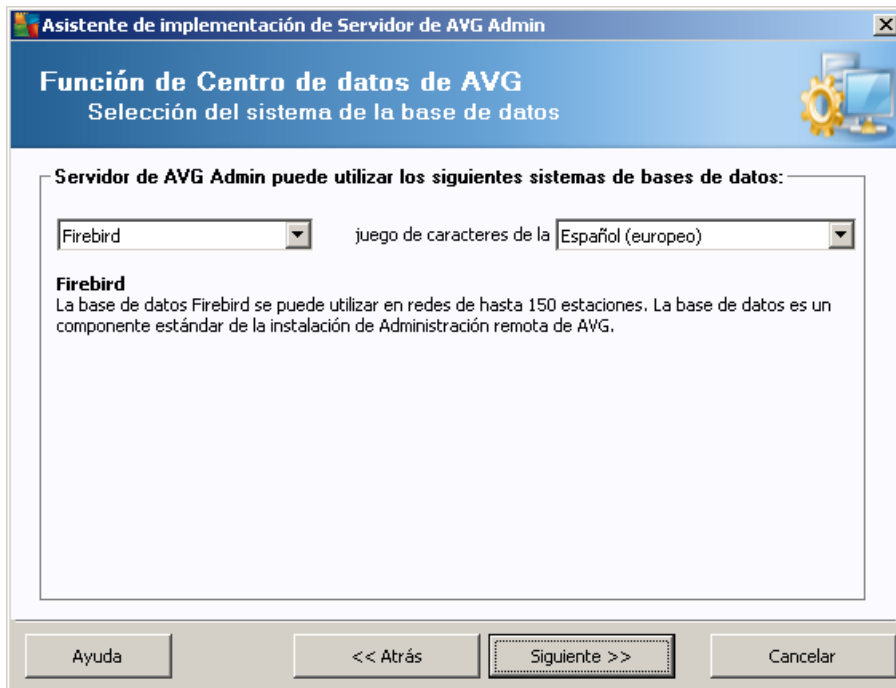 Asistente de implementación de Servidor de AVG Admin
Función de Centro de datos de AVG
Selección del sistema de la base de datos
Servidor de AVG Admin puede utilizar los siguientes sistemas de bases de datos:
Firebird juego de caracteres de la Español (europeo)
Firebird
La base de datos Firebird se puede utilizar en redes de hasta 150 estaciones. La base de datos es un
componente estándar de la instalación de Administración remota de AVG.
Ayuda << Atrás Siguiente >> Cancelar